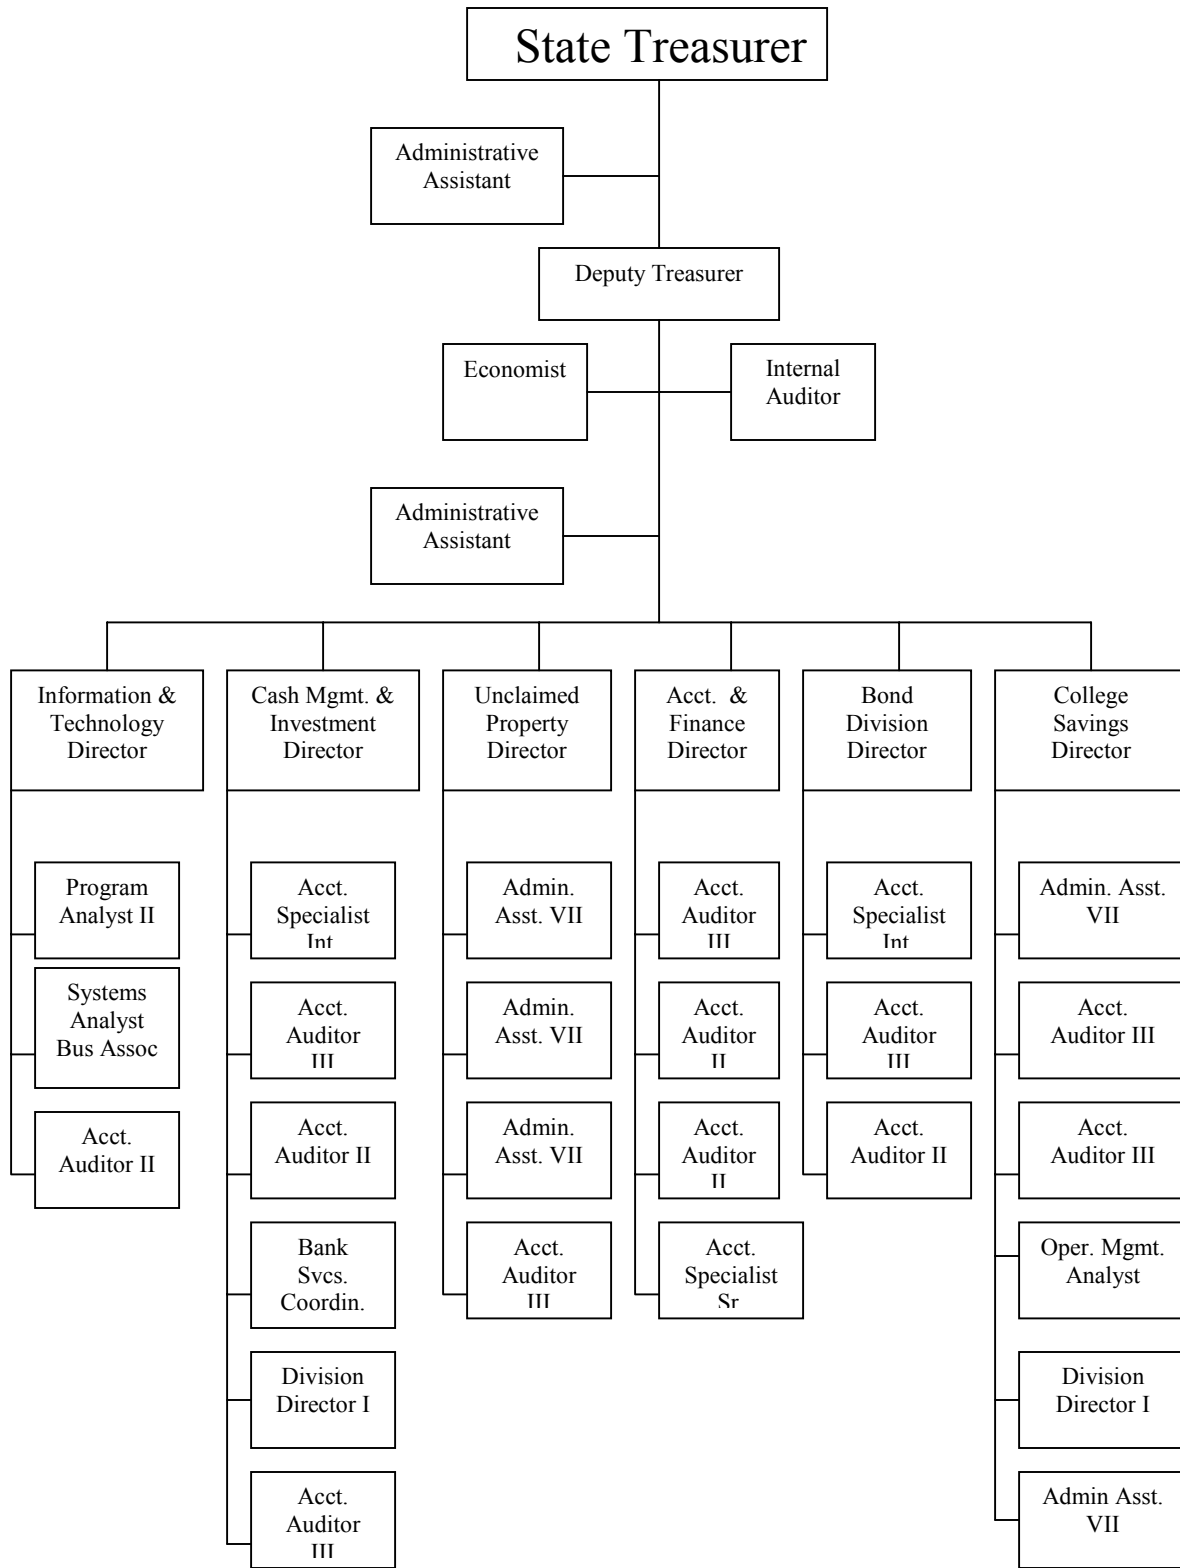 State Treasurer
Administrative
Assistant
Deputy Treasurer
Economist
Internal
Auditor
Administrative
Assistant
Information &
Technology
Director
Cash Mgmt. &
Investment
Director
Unclaimed
Property
Director
Acct. &
Finance
Director
Bond
Division
Director
College
Savings
Director
Program
Analyst II
Systems
Analyst
Bus Assoc
Acct.
Auditor II
Acct.
Specialist
Int
Acct.
Auditor
III
Acct.
Auditor II
Bank
Svcs.
Coordin.
Division
Director I
Acct.
Auditor
III
Admin.
Asst. VII
Admin.
Asst. VII
Admin.
Asst. VII
Acct.
Auditor
III
Acct.
Auditor
III
Acct.
Auditor
II
Acct.
Auditor
II
Acct.
Specialist
Sr
Acct.
Specialist
Int
Acct.
Auditor
III
Acct.
Auditor II
Admin. Asst.
VII
Acct.
Auditor III
Acct.
Auditor III
Oper. Mgmt.
Analyst
Division
Director I
Admin Asst.
VII